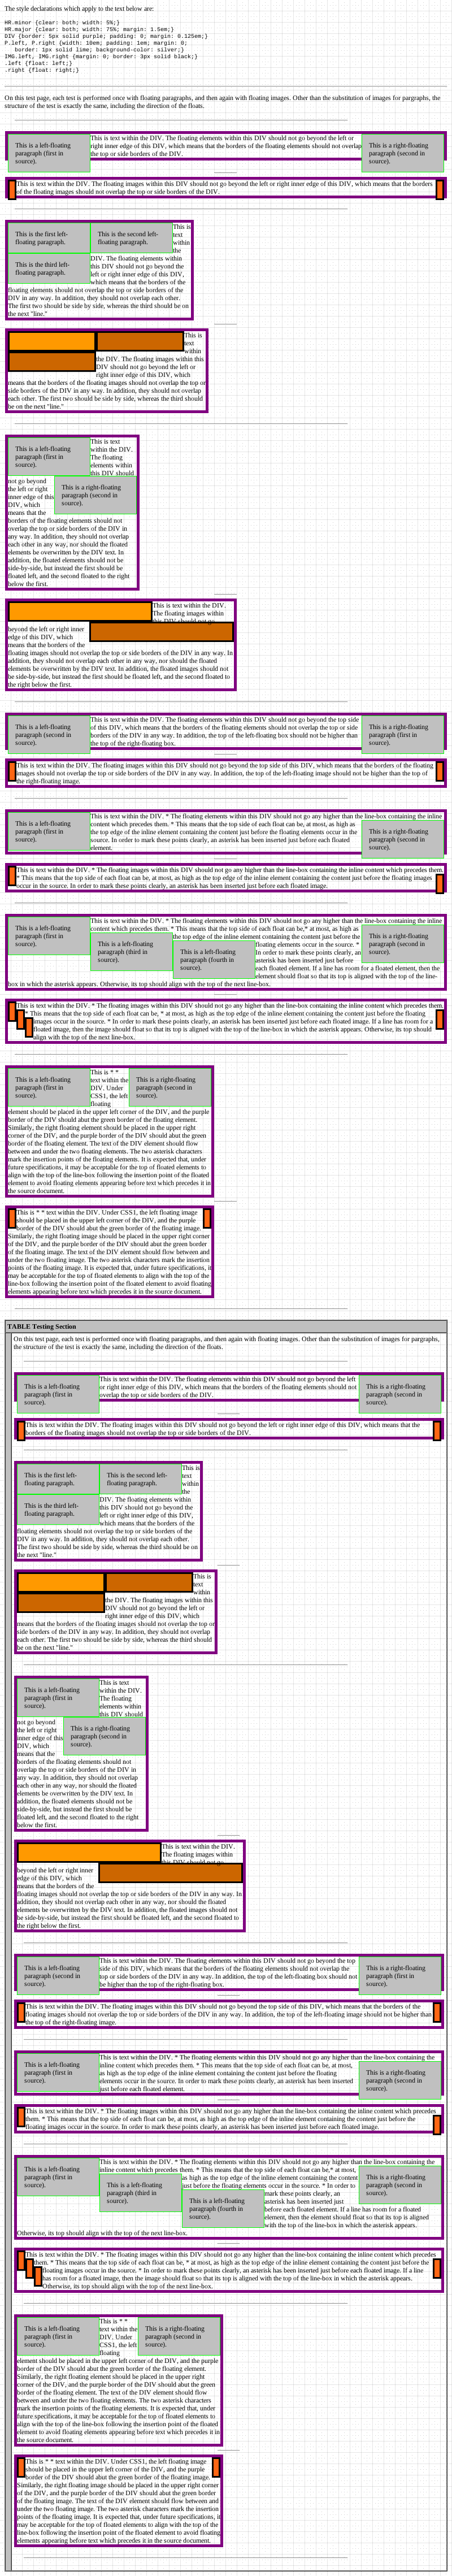 The style declarations which apply to the text below are:
HR.minor {clear: both; width: 5%;}
HR.major {clear: both; width: 75%; margin: 1.5em;}
DIV {border: 5px solid purple; padding: 0; margin: 0.125em;}
P.left, P.right {width: 10em; padding: 1em; margin: 0;
border: 1px solid lime; background-color: silver;}
IMG.left, IMG.right {margin: 0; border: 3px solid black;}
.left {float: left;}
.right {float: right;}
On this test page, each test is performed once with floating paragraphs, and then again with floating images. Other than the substitution of images for pargraphs, the
structure of the test is exactly the same, including the direction of the floats.
This is a left-floating
paragraph (first in
source).
This is text within the DIV. The floating elements within this DIV should not go beyond the left or
right inner edge of this DIV, which means that the borders of the floating elements should not overlap
the top or side borders of the DIV.
This is a right-floating
paragraph (second in
source).
This is text within the DIV. The floating images within this DIV should not go beyond the left or right inner edge of this DIV, which means that the borders
of the floating images should not overlap the top or side borders of the DIV.
This is the first left-
floating paragraph.
This is the second left-
floating paragraph.
This is the third left-
floating paragraph.
This is
text
within
the
DIV. The floating elements within
this DIV should not go beyond the
left or right inner edge of this DIV,
which means that the borders of the
floating elements should not overlap the top or side borders of the
DIV in any way. In addition, they should not overlap each other.
The first two should be side by side, whereas the third should be on
the next "line."
This is
text
within
the DIV. The floating images within this
DIV should not go beyond the left or
right inner edge of this DIV, which
means that the borders of the floating images should not overlap the top or
side borders of the DIV in any way. In addition, they should not overlap
each other. The first two should be side by side, whereas the third should
be on the next "line."
This is a left-floating
paragraph (first in
source).
This is text
within the DIV.
The floating
elements within
this DIV should
not go beyond
the left or right
inner edge of this
DIV, which
means that the
This is a right-floating
paragraph (second in
source).
borders of the floating elements should not
overlap the top or side borders of the DIV in
any way. In addition, they should not overlap
each other in any way, nor should the floated
elements be overwritten by the DIV text. In
addition, the floated elements should not be
side-by-side, but instead the first should be
floated left, and the second floated to the right
below the first.
This is text within the DIV.
The floating images within
this DIV should not go
beyond the left or right inner
edge of this DIV, which
means that the borders of the
floating images should not overlap the top or side borders of the DIV. In
addition, they should not overlap each other in any way, nor should the
floated elements be overwritten by the DIV text. In addition, the floated images should not
be side-by-side, but instead the first should be floated left, and the second floated to
the right below the first.
This is a left-floating
paragraph (second in
source).
This is text within the DIV. The floating elements within this DIV should not go beyond the top side
of this DIV, which means that the borders of the floating elements should not overlap the top or side
borders of the DIV in any way. In addition, the top of the left-floating box should not be higher than
the top of the right-floating box.
This is a right-floating
paragraph (first in
source).
This is text within the DIV. The floating images within this DIV should not go beyond the top side of this DIV, which means that the borders of the floating
images should not overlap the top or side borders of the DIV in any way. In addition, the top of the left-floating image should not be higher than the top of
the right-floating image.
This is a left-floating
paragraph (first in
source).
This is text within the DIV. * The floating elements within this DIV should not go any higher than the line-box containing the inline
content which precedes them. * This means that the top side of each float can be, at most, as high as
the top edge of the inline element containing the content just before the floating elements occur in the
source. In order to mark these points clearly, an asterisk has been inserted just before each floated
element.
This is a right-floating
paragraph (second in
source).
This is text within the DIV. * The floating images within this DIV should not go any higher than the line-box containing the inline content which precedes them.
* This means that the top side of each float can be, at most, as high as the top edge of the inline element containing the content just before the floating images
occur in the source. In order to mark these points clearly, an asterisk has been inserted just before each floated image.
This is a left-floating
paragraph (first in
source).
This is text within the DIV. * The floating elements within this DIV should not go any higher than the line-box containing the inline
content which precedes them. * This means that the top side of each float can be,* at most, as high as
the top edge of the inline element containing the content just before the
floating elements occur in the source. *
In order to mark these points clearly, an
asterisk has been inserted just before
each floated element. If a line has room for a floated element, then the
element should float so that its top is aligned with the top of the line-
box in which the asterisk appears. Otherwise, its top should align with the top of the next line-box.
This is a right-floating
paragraph (second in
source).
This is a left-floating
paragraph (third in
source).
This is a left-floating
paragraph (fourth in
source).
This is text within the DIV. * The floating images within this DIV should not go any higher than the line-box containing the inline content which precedes them.
* This means that the top side of each float can be, * at most, as high as the top edge of the inline element containing the content just before the floating
images occur in the source. * In order to mark these points clearly, an asterisk has been inserted just before each floated image. If a line has room for a
floated image, then the image should float so that its top is aligned with the top of the line-box in which the asterisk appears. Otherwise, its top should
align with the top of the next line-box.
This is a left-floating
paragraph (first in
source).
This is * *
text within the
DIV. Under
CSS1, the left
floating
This is a right-floating
paragraph (second in
source).
element should be placed in the upper left corner of the DIV, and the purple
border of the DIV should abut the green border of the floating element.
Similarly, the right floating element should be placed in the upper right
corner of the DIV, and the purple border of the DIV should abut the green
border of the floating element. The text of the DIV element should flow
between and under the two floating elements. The two asterisk characters
mark the insertion points of the floating elements. It is expected that, under
future specifications, it may be acceptable for the top of floated elements to
align with the top of the line-box following the insertion point of the floated
element to avoid floating elements appearing before text which precedes it in
the source document.
This is * * text within the DIV. Under CSS1, the left floating image
should be placed in the upper left corner of the DIV, and the purple
border of the DIV should abut the green border of the floating image.
Similarly, the right floating image should be placed in the upper right corner
of the DIV, and the purple border of the DIV should abut the green border
of the floating image. The text of the DIV should flow between and
under the two floating image. The two asterisk characters mark the insertion
points of the floating image. It is expected that, under future specifications, it
may be acceptable for the top of floated elements to align with the top of the
line-box following the insertion point of the floated element to avoid floating
elements appearing before text which precedes it in the source document.
TABLE Testing Section
On this test page, each test is performed once with floating paragraphs, and then again with floating images. Other than the substitution of images for pargraphs,
the structure of the test is exactly the same, including the direction of the floats.
This is a left-floating
paragraph (first in
source).
This is text within the DIV. The floating elements within this DIV should not go beyond the left
or right inner edge of this DIV, which means that the borders of the floating elements should not
overlap the top or side borders of the DIV.
This is a right-floating
paragraph (second in
source).
This is text within the DIV. The floating images within this DIV should not go beyond the left or right inner edge of this DIV, which means that the
borders of the floating images should not overlap the top or side borders of the DIV.
This is the first left-
floating paragraph.
This is the second left-
floating paragraph.
This is the third left-
floating paragraph.
This is
text
within
the
DIV. The floating elements within
this DIV should not go beyond the
left or right inner edge of this DIV,
which means that the borders of the
floating elements should not overlap the top or side borders of the
DIV in any way. In addition, they should not overlap each other.
The first two should be side by side, whereas the third should be on
the next "line."
This is
text
within
the DIV. The floating images within this
DIV should not go beyond the left or
right inner edge of this DIV, which
means that the borders of the floating images should not overlap the top or
side borders of the DIV in any way. In addition, they should not overlap
each other. The first two should be side by side, whereas the third should
be on the next "line."
This is a left-floating
paragraph (first in
source).
This is text
within the DIV.
The floating
elements within
this DIV should
not go beyond
the left or right
inner edge of this
DIV, which
means that the
This is a right-floating
paragraph (second in
source).
borders of the floating elements should not
overlap the top or side borders of the DIV in
any way. In addition, they should not overlap
each other in any way, nor should the floated
elements be overwritten by the DIV text. In
addition, the floated elements should not be
side-by-side, but instead the first should be
floated left, and the second floated to the right
below the first.
This is text within the DIV.
The floating images within
this DIV should not go
beyond the left or right inner
edge of this DIV, which
means that the borders of the
floating images should not overlap the top or side borders of the DIV. In
addition, they should not overlap each other in any way, nor should the floated
elements be overwritten by the DIV text. In addition, the floated images should not
be side-by-side, but instead the first should be floated left, and the second floated to
the right below the first.
This is a left-floating
paragraph (second in
source).
This is text within the DIV. The floating elements within this DIV should not go beyond the top
side of this DIV, which means that the borders of the floating elements should not overlap the
top or side borders of the DIV in any way. In addition, the top of the left-floating box should not
be higher than the top of the right-floating box.
This is a right-floating
paragraph (first in
source).
This is text within the DIV. The floating images within this DIV should not go beyond the top side of this DIV, which means that the borders of the
floating images should not overlap the top or side borders of the DIV in any way. In addition, the top of the left-floating image should not be higher than
the top of the right-floating image.
This is a left-floating
paragraph (first in
source).
This is text within the DIV. * The floating elements within this DIV should not go any higher than the line-box containing the
inline content which precedes them. * This means that the top side of each float can be, at most,
as high as the top edge of the inline element containing the content just before the floating
elements occur in the source. In order to mark these points clearly, an asterisk has been inserted
just before each floated element.
This is a right-floating
paragraph (second in
source).
This is text within the DIV. * The floating images within this DIV should not go any higher than the line-box containing the inline content which precedes
them. * This means that the top side of each float can be, at most, as high as the top edge of the inline element containing the content just before the
floating images occur in the source. In order to mark these points clearly, an asterisk has been inserted just before each floated image.
This is a left-floating
paragraph (first in
source).
This is text within the DIV. * The floating elements within this DIV should not go any higher than the line-box containing the
inline content which precedes them. * This means that the top side of each float can be,* at most,
as high as the top edge of the inline element containing the content
just before the floating elements occur in the source. * In order to
mark these points clearly, an
asterisk has been inserted just
before each floated element. If a line has room for a floated
element, then the element should float so that its top is aligned
with the top of the line-box in which the asterisk appears.
Otherwise, its top should align with the top of the next line-box.
This is a right-floating
paragraph (second in
source).
This is a left-floating
paragraph (third in
source).
This is a left-floating
paragraph (fourth in
source).
This is text within the DIV. * The floating images within this DIV should not go any higher than the line-box containing the inline content which precedes
them. * This means that the top side of each float can be, * at most, as high as the top edge of the inline element containing the content just before the
floating images occur in the source. * In order to mark these points clearly, an asterisk has been inserted just before each floated image. If a line
has room for a floated image, then the image should float so that its top is aligned with the top of the line-box in which the asterisk appears.
Otherwise, its top should align with the top of the next line-box.
This is a left-floating
paragraph (first in
source).
This is * *
text within the
DIV. Under
CSS1, the left
floating
This is a right-floating
paragraph (second in
source).
element should be placed in the upper left corner of the DIV, and the purple
border of the DIV should abut the green border of the floating element.
Similarly, the right floating element should be placed in the upper right
corner of the DIV, and the purple border of the DIV should abut the green
border of the floating element. The text of the DIV element should flow
between and under the two floating elements. The two asterisk characters
mark the insertion points of the floating elements. It is expected that, under
future specifications, it may be acceptable for the top of floated elements to
align with the top of the line-box following the insertion point of the floated
element to avoid floating elements appearing before text which precedes it in
the source document.
This is * * text within the DIV. Under CSS1, the left floating image
should be placed in the upper left corner of the DIV, and the purple
border of the DIV should abut the green border of the floating image.
Similarly, the right floating image should be placed in the upper right corner
of the DIV, and the purple border of the DIV should abut the green border
of the floating image. The text of the DIV should flow between and
under the two floating image. The two asterisk characters mark the insertion
points of the floating image. It is expected that, under future specifications, it
may be acceptable for the top of floated elements to align with the top of the
line-box following the insertion point of the floated element to avoid floating
elements appearing before text which precedes it in the source document.